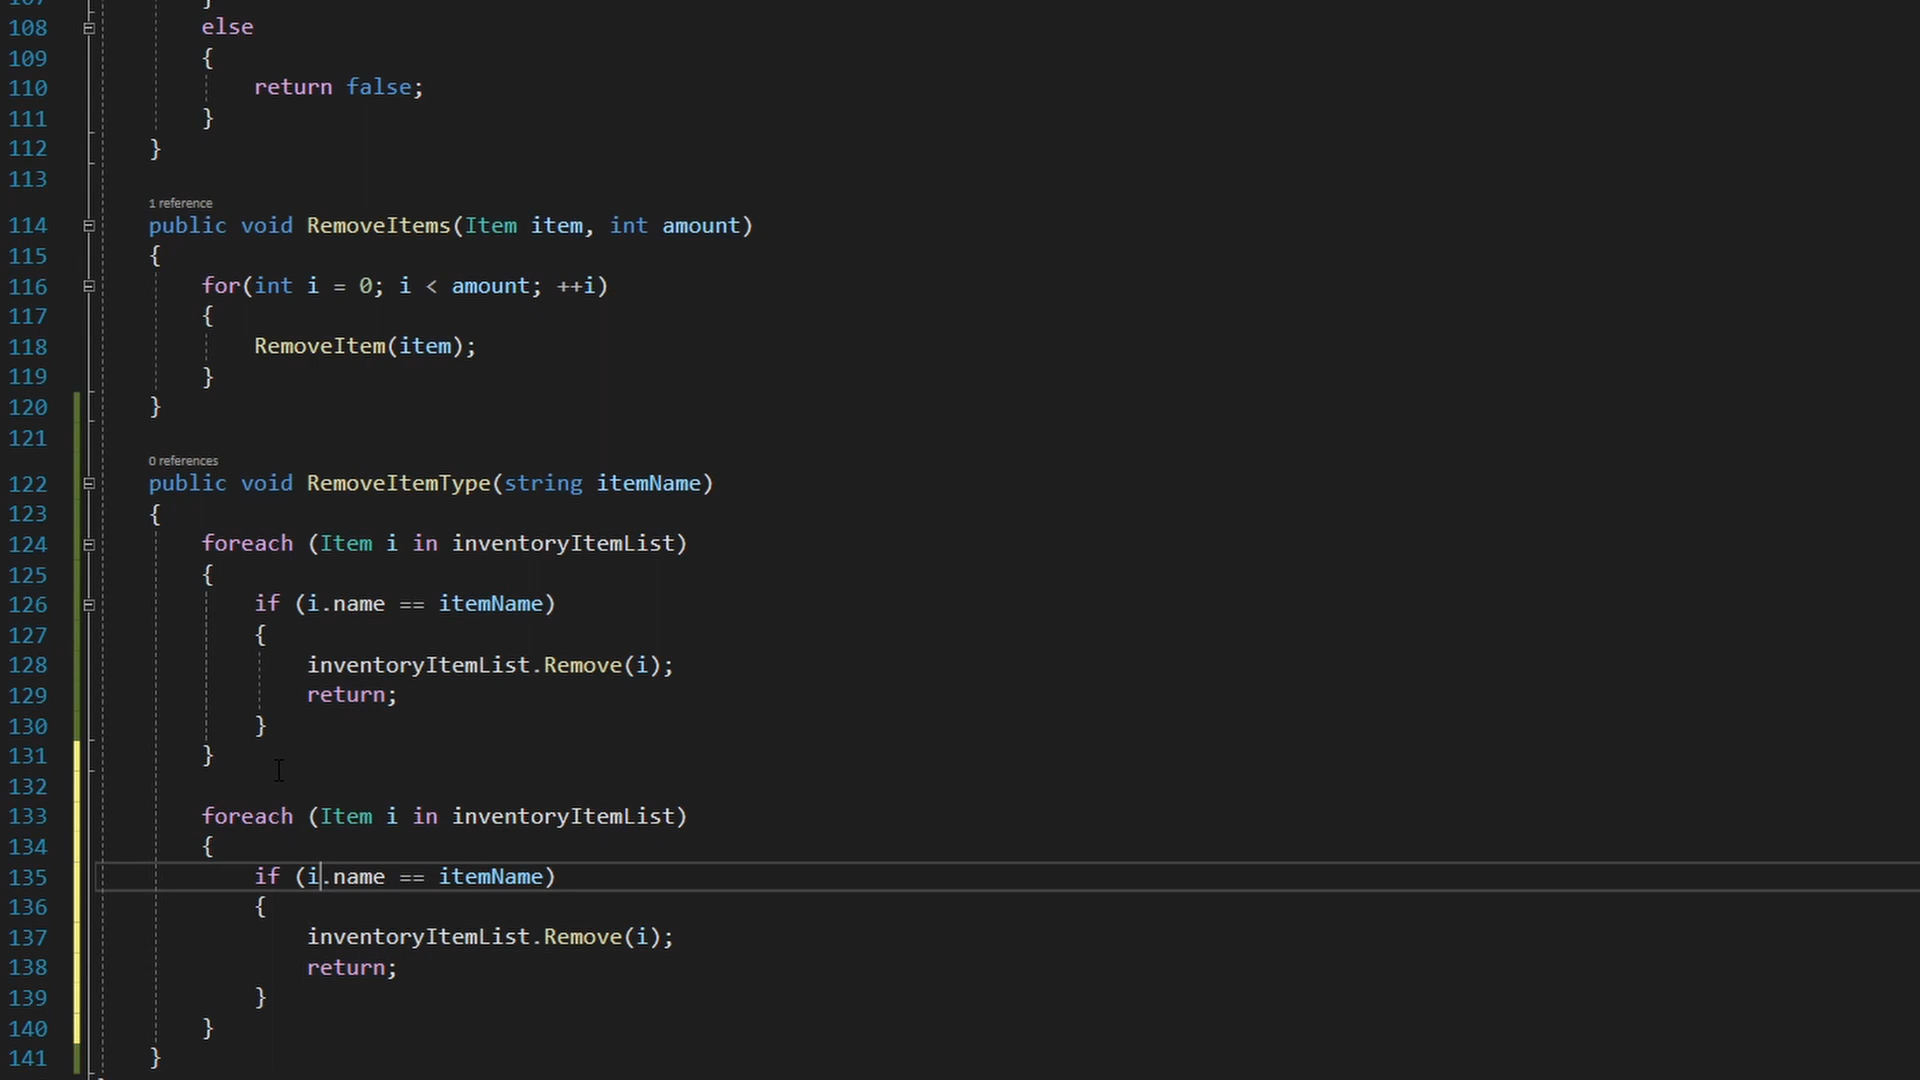 108 else
109 {
110 return false;
111 }
112 }
113
1 reference
114 public void RemoveItems(Item item, int amount)
115 {
116 for(int i = 0; i < amount; ++i)
117 {
118 RemoveItem(item);
119 }
120 }
121
0 references
122 public void RemoveItemType(string itemName)
123 {
124 foreach (Item i in inventoryItemList)
125 {
126 if (i.name == itemName)
127 {
128 inventoryItemList.Remove(i);
129 return;
130 }
131 }
132
133 foreach (Item i in inventoryItemList)
134 {
135 if (i.name == itemName)
136 {
137 inventoryItemList.Remove(i);
138 return;
139 }
140 }
141 }